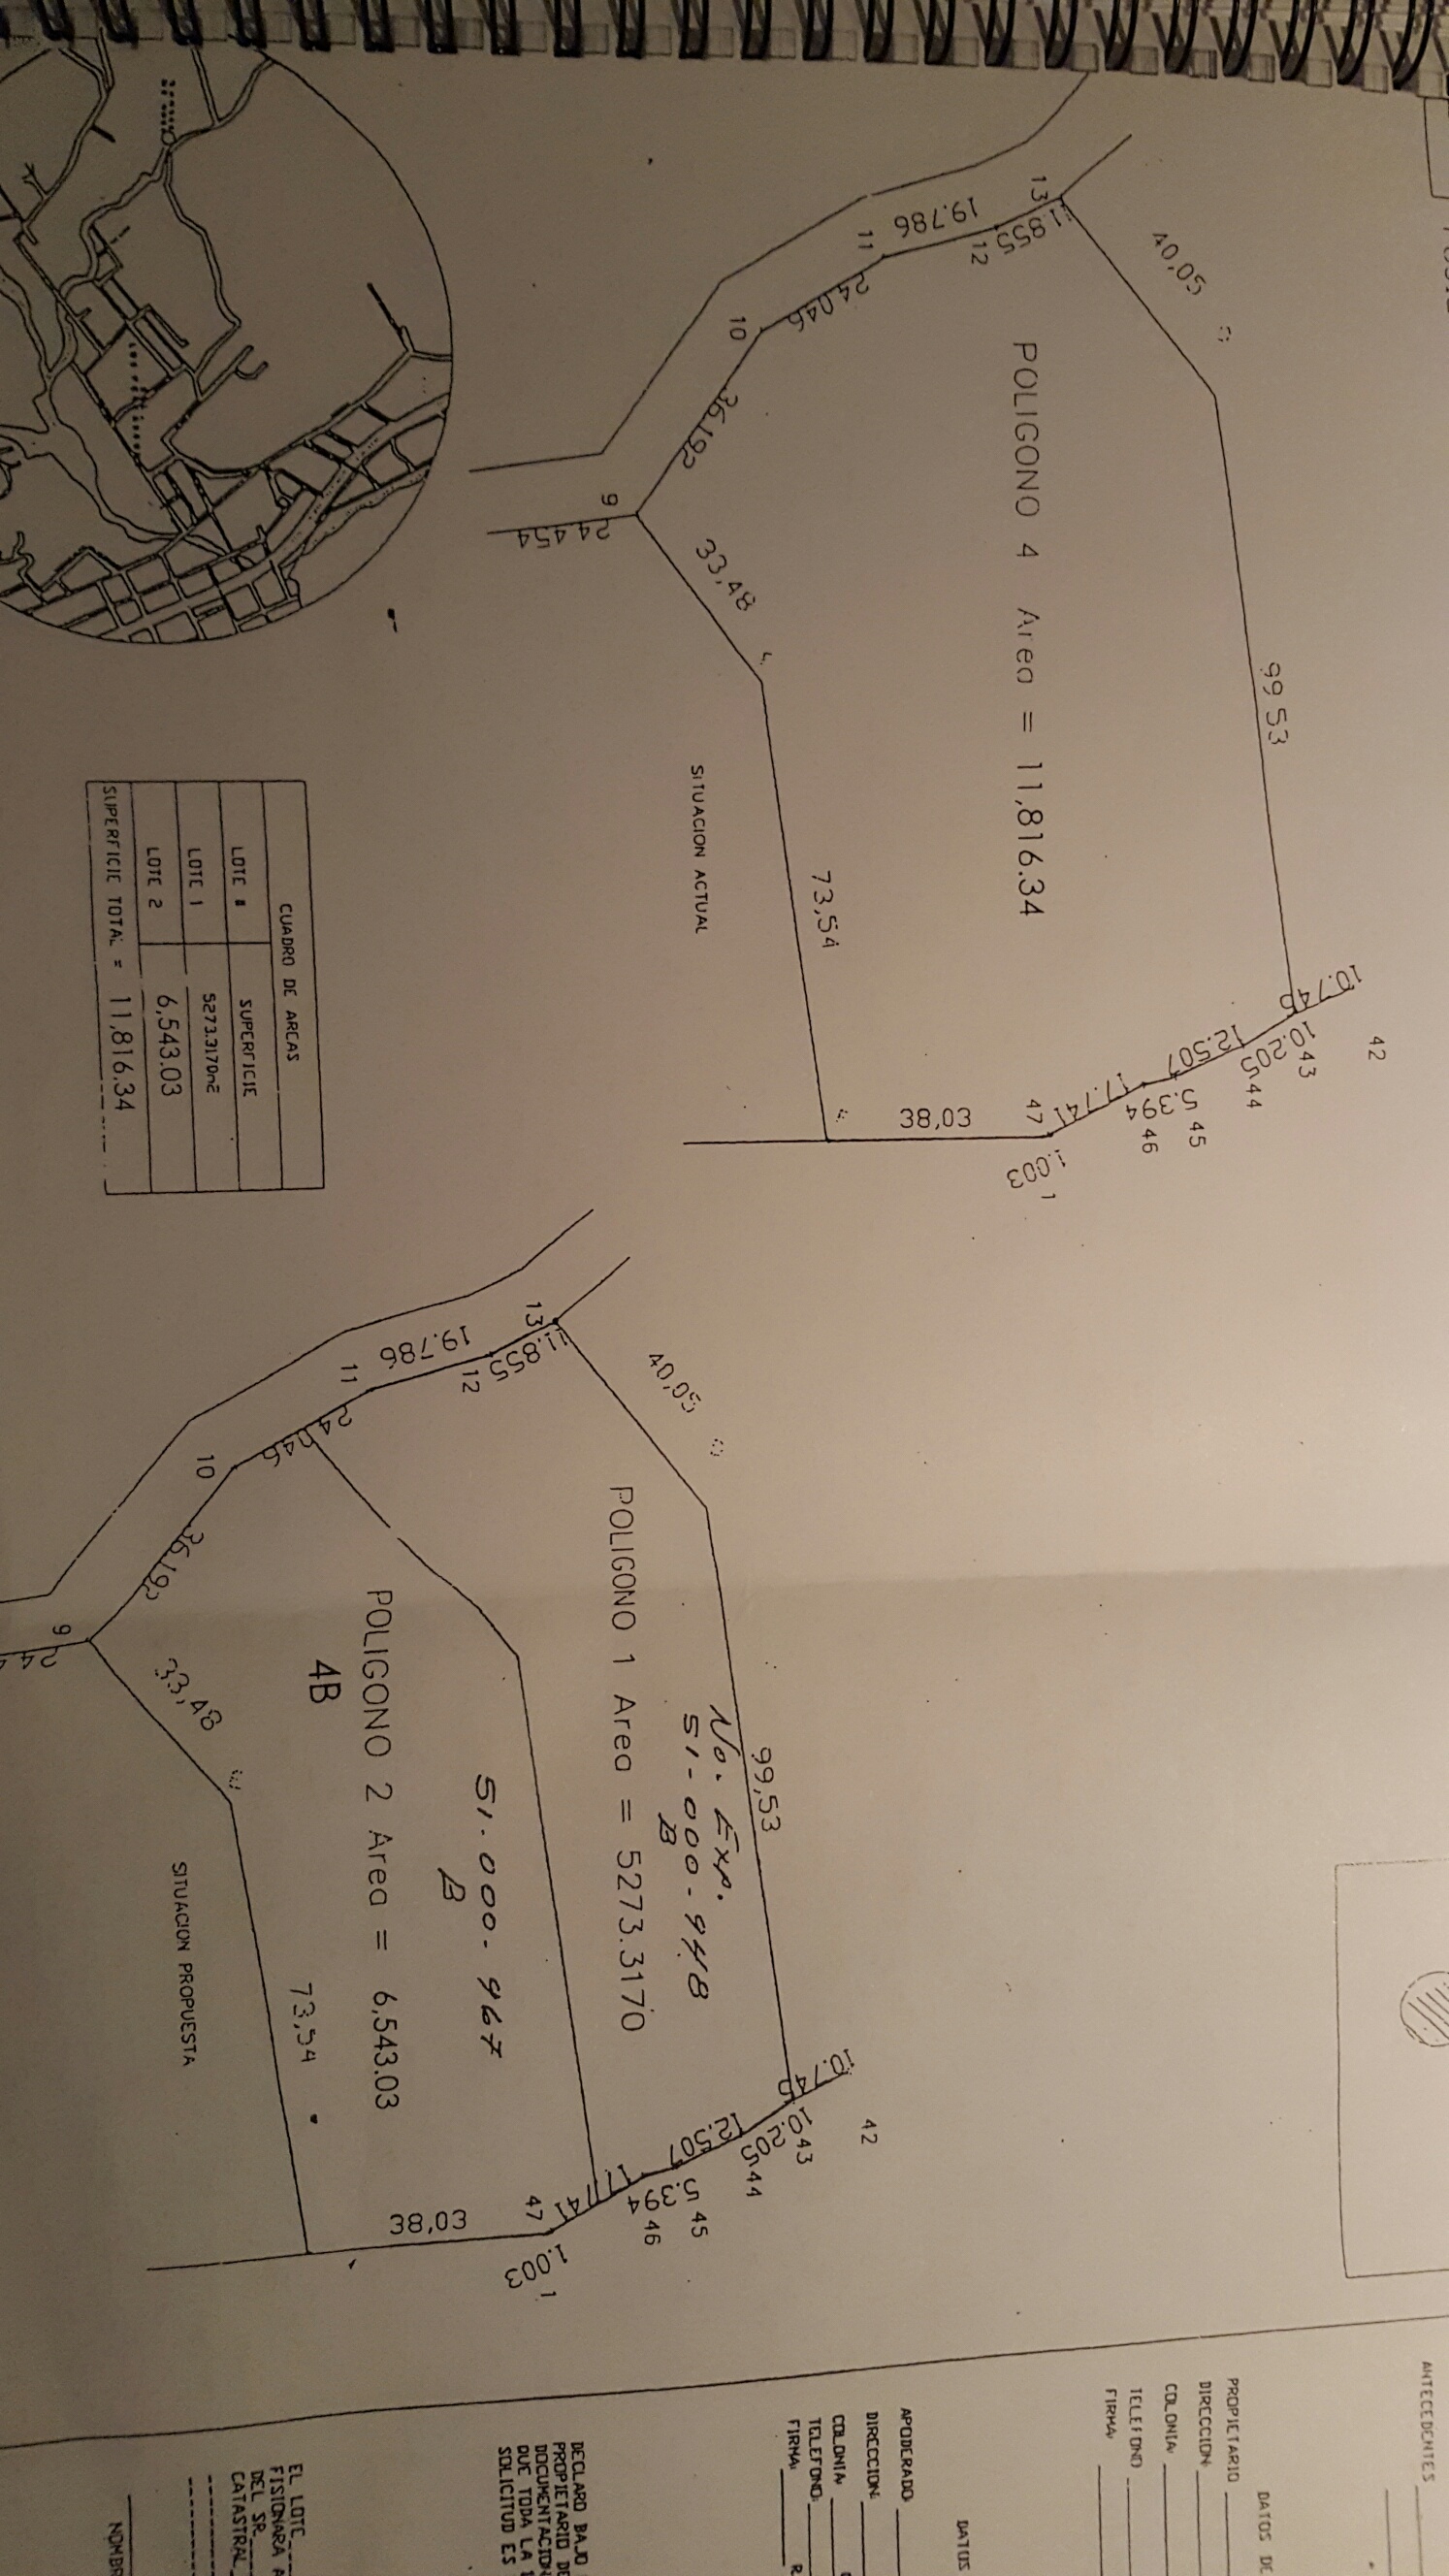 40,05
13
11.855
12
19.786
11
24.046
10
36.192
9
24.454
33,48
POLIGONO 4 Area = 11,816.34
99.53
73,54
SITUACION ACTUAL
10.740
42
43
10.205
44
12.507
45
5.394
46
17.741
47
1.003
1
38,03
CUADRO DE AREAS
LOTE # SUPERFICIE
LOTE 1 5273.3170m2
LOTE 2 6,543.03
SUPERFICIE TOTAL = 11,816.34
40,05
13
11.855
12
19.786
11
24.046
10
36.192
9
33,48
99,53
No. Exp.
51-000-948
B
POLIGONO 1 Area = 5273.3170
51-000-967
B
POLIGONO 2 Area = 6,543.03
4B
73,54
SITUACION PROPUESTA
10.740
42
43
10.205
44
12.507
45
5.394
46
17.741
47
1.003
1
38,03
ANTECEDENTES
DATOS DE
PROPIETARIO
DIRECCION:
COLONIA:
TELEFONO
FIRMA:
DATOS
APODERADO:
DIRECCION:
COLONIA:
TELEFONO:
FIRMA:
DECLARO BAJO
PROPIETARIO DE
DOCUMENTACION
QUE TODA LA I
SOLICITUD ES
EL LOTE
FISIONARA A
DEL SR.
CATASTRAL
NOMBR